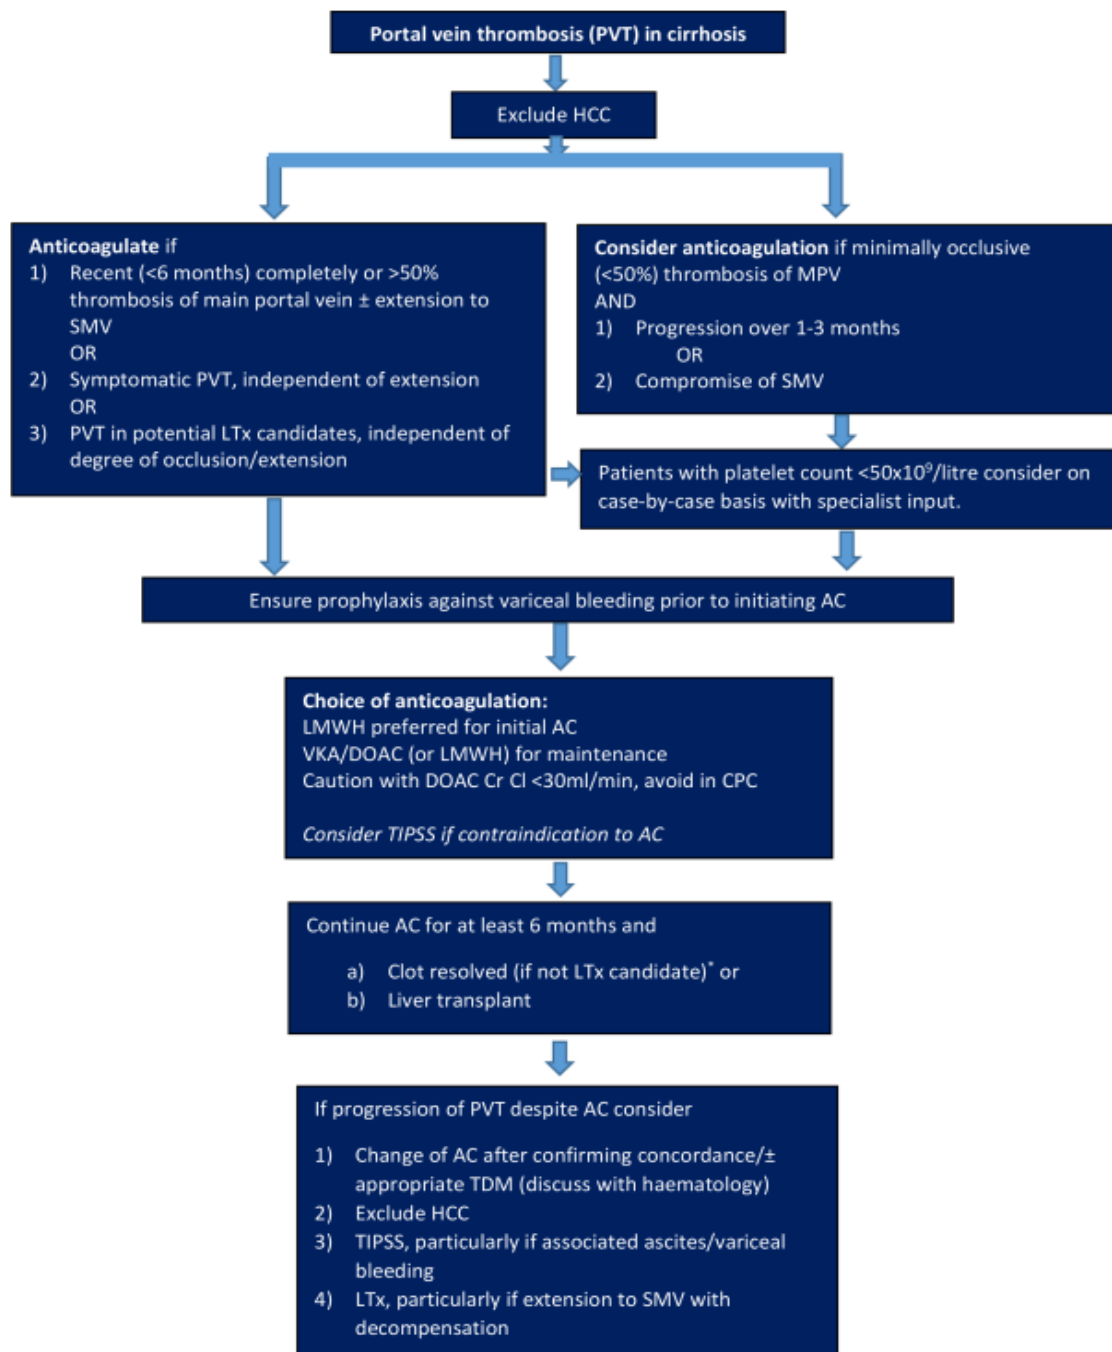 Portal vein thrombosis (PVT) in cirrhosis
Exclude HCC
Anticoagulate if
1) Recent (<6 months) completely or >50%
thrombosis of main portal vein ± extension to
SMV
OR
2) Symptomatic PVT, independent of extension
OR
3) PVT in potential LTx candidates, independent of
degree of occlusion/extension
Consider anticoagulation if minimally occlusive
(<50%) thrombosis of MPV
AND
1) Progression over 1-3 months
OR
2) Compromise of SMV
Patients with platelet count <50x10⁹/litre consider on
case-by-case basis with specialist input.
Ensure prophylaxis against variceal bleeding prior to initiating AC
Choice of anticoagulation:
LMWH preferred for initial AC
VKA/DOAC (or LMWH) for maintenance
Caution with DOAC Cr Cl <30ml/min, avoid in CPC
Consider TIPSS if contraindication to AC
Continue AC for at least 6 months and
a) Clot resolved (if not LTx candidate)* or
b) Liver transplant
If progression of PVT despite AC consider
1) Change of AC after confirming concordance/±
appropriate TDM (discuss with haematology)
2) Exclude HCC
3) TIPSS, particularly if associated ascites/variceal
bleeding
4) LTx, particularly if extension to SMV with
decompensation